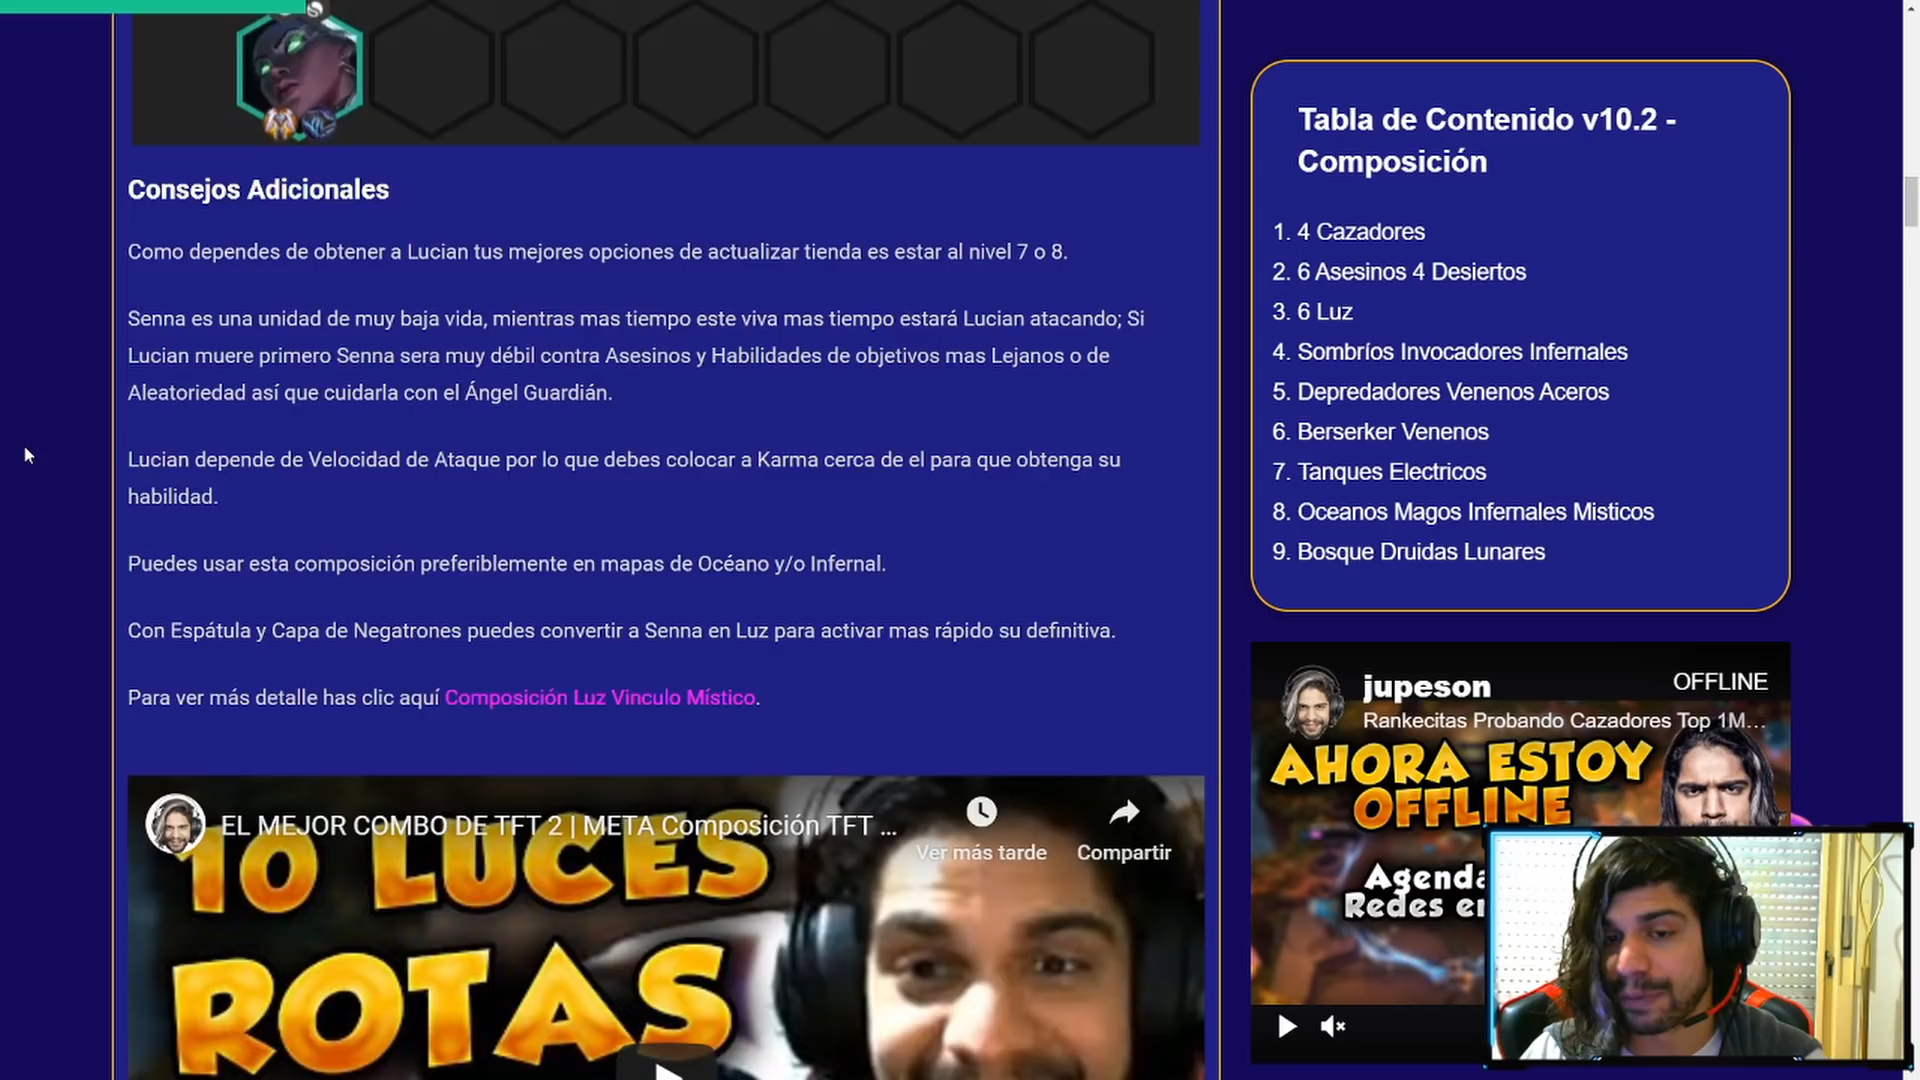 Consejos Adicionales
Como dependes de obtener a Lucian tus mejores opciones de actualizar tienda es estar al nivel 7 o 8.
Senna es una unidad de muy baja vida, mientras mas tiempo este viva mas tiempo estará Lucian atacando; Si
Lucian muere primero Senna sera muy débil contra Asesinos y Habilidades de objetivos mas Lejanos o de
Aleatoriedad así que cuidarla con el Ángel Guardián.
Lucian depende de Velocidad de Ataque por lo que debes colocar a Karma cerca de el para que obtenga su
habilidad.
Puedes usar esta composición preferiblemente en mapas de Océano y/o Infernal.
Con Espátula y Capa de Negatrones puedes convertir a Senna en Luz para activar mas rápido su definitiva.
Para ver más detalle has clic aquí Composición Luz Vinculo Místico.
EL MEJOR COMBO DE TFT 2 | META Composición TFT ...
Ver más tarde
Compartir
10 LUCES
ROTAS
Tabla de Contenido v10.2 -
Composición
1. 4 Cazadores
2. 6 Asesinos 4 Desiertos
3. 6 Luz
4. Sombríos Invocadores Infernales
5. Depredadores Venenos Aceros
6. Berserker Venenos
7. Tanques Electricos
8. Oceanos Magos Infernales Misticos
9. Bosque Druidas Lunares
jupeson
OFFLINE
Rankecitas Probando Cazadores Top 1M...
AHORA ESTOY
OFFLINE
Redes